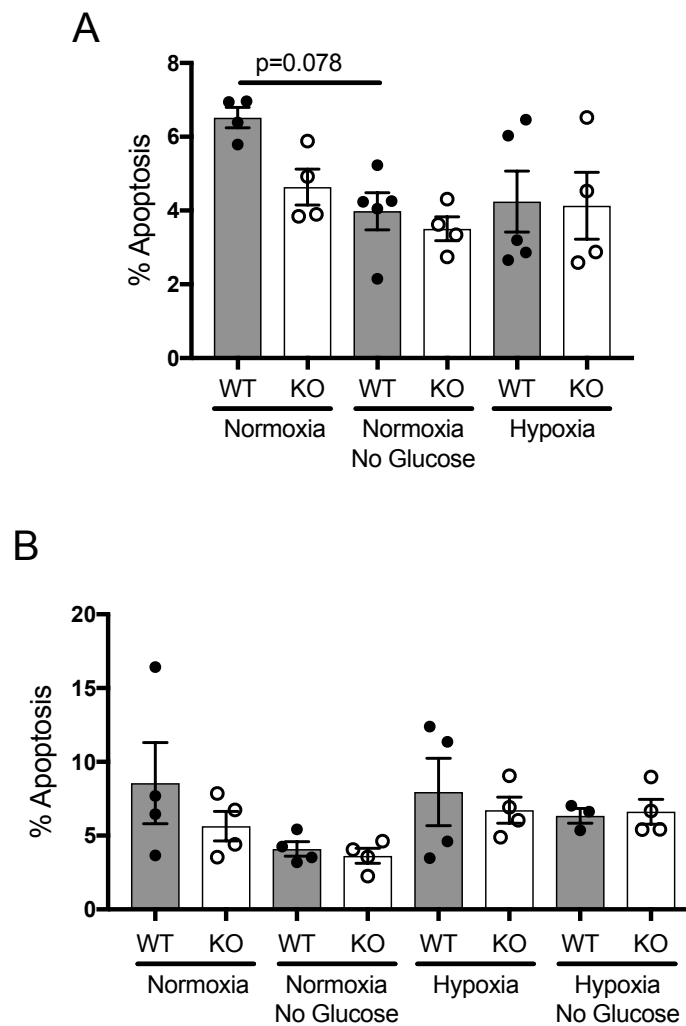 A
p=0.078
8
6
4
2
0
% Apoptosis
WT KO WT KO WT KO
Normoxia Normoxia Hypoxia
No Glucose
B
20
15
10
5
0
% Apoptosis
WT KO WT KO WT KO WT KO
Normoxia Normoxia Hypoxia Hypoxia
No Glucose No Glucose